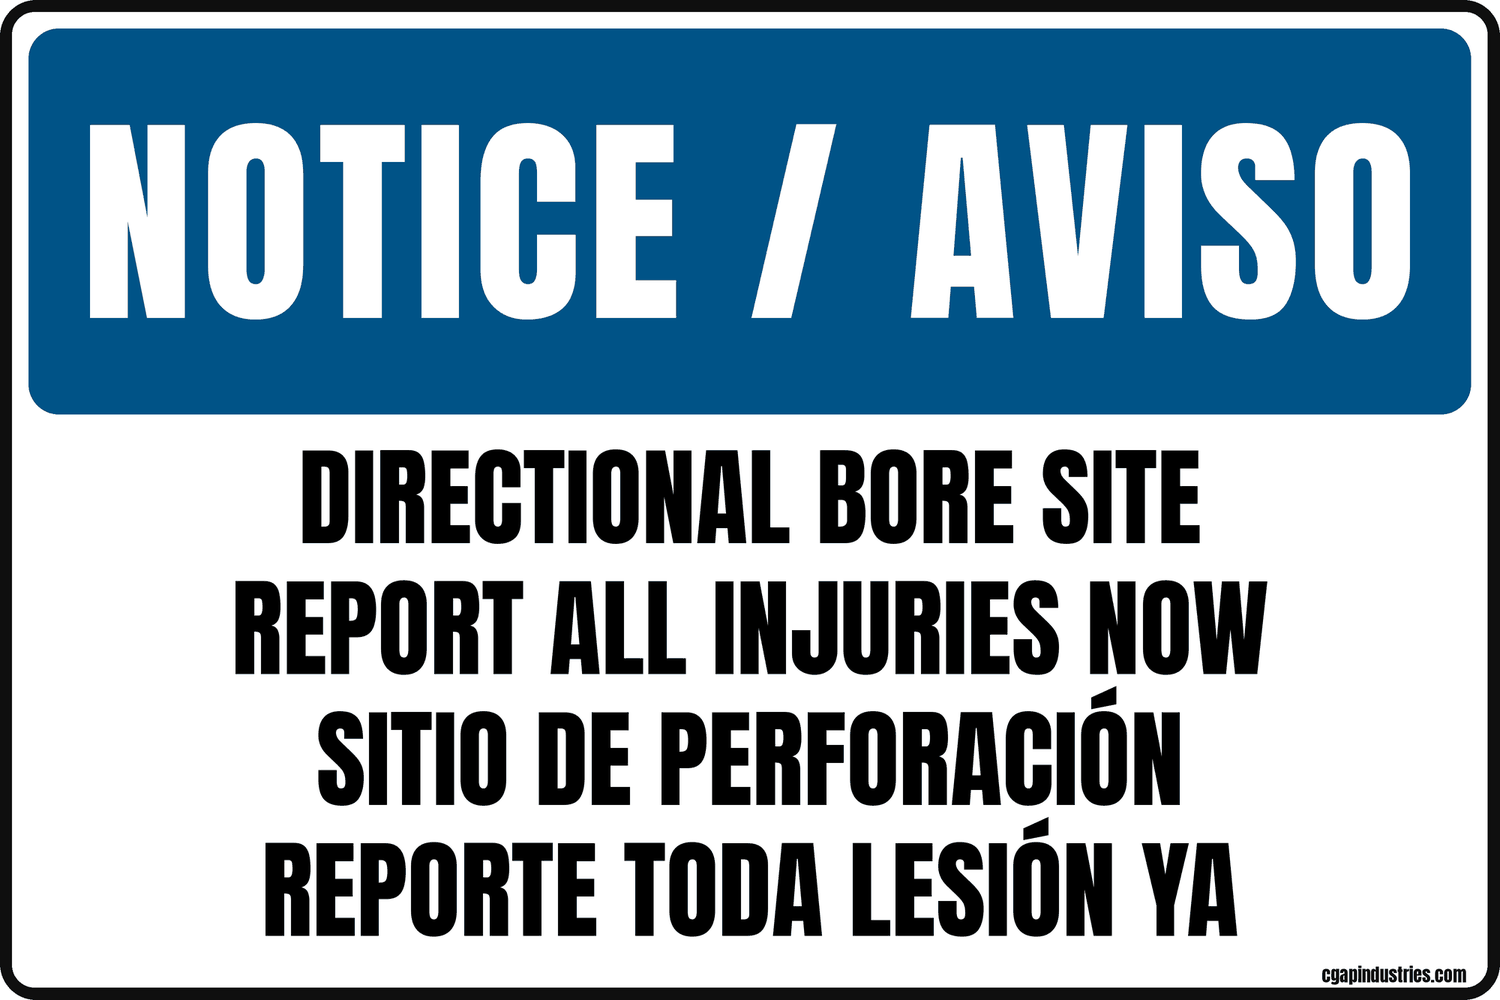 NOTICE / AVISO
DIRECTIONAL BORE SITE
REPORT ALL INJURIES NOW
SITIO DE PERFORACIÓN
REPORTE TODA LESIÓN YA
cgapindustries.com